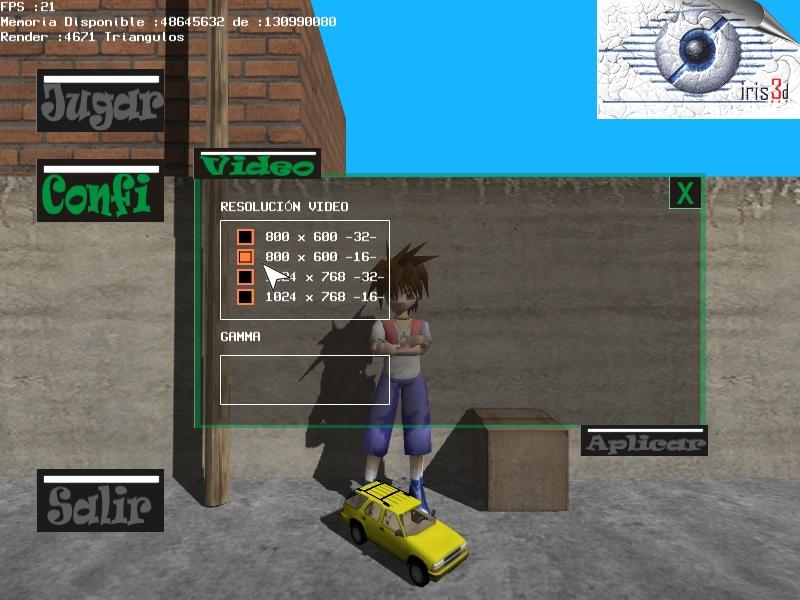 FPS :21
Memoria Disponible :48645632 de :130990080
Render :4671 Triangulos
iris3d
Jugar
Video
Confi
X
RESOLUCIÓN VIDEO
800 x 600 -32-
800 x 600 -16-
24 x 768 -32-
1024 x 768 -16-
GAMMA
Aplicar
Salir